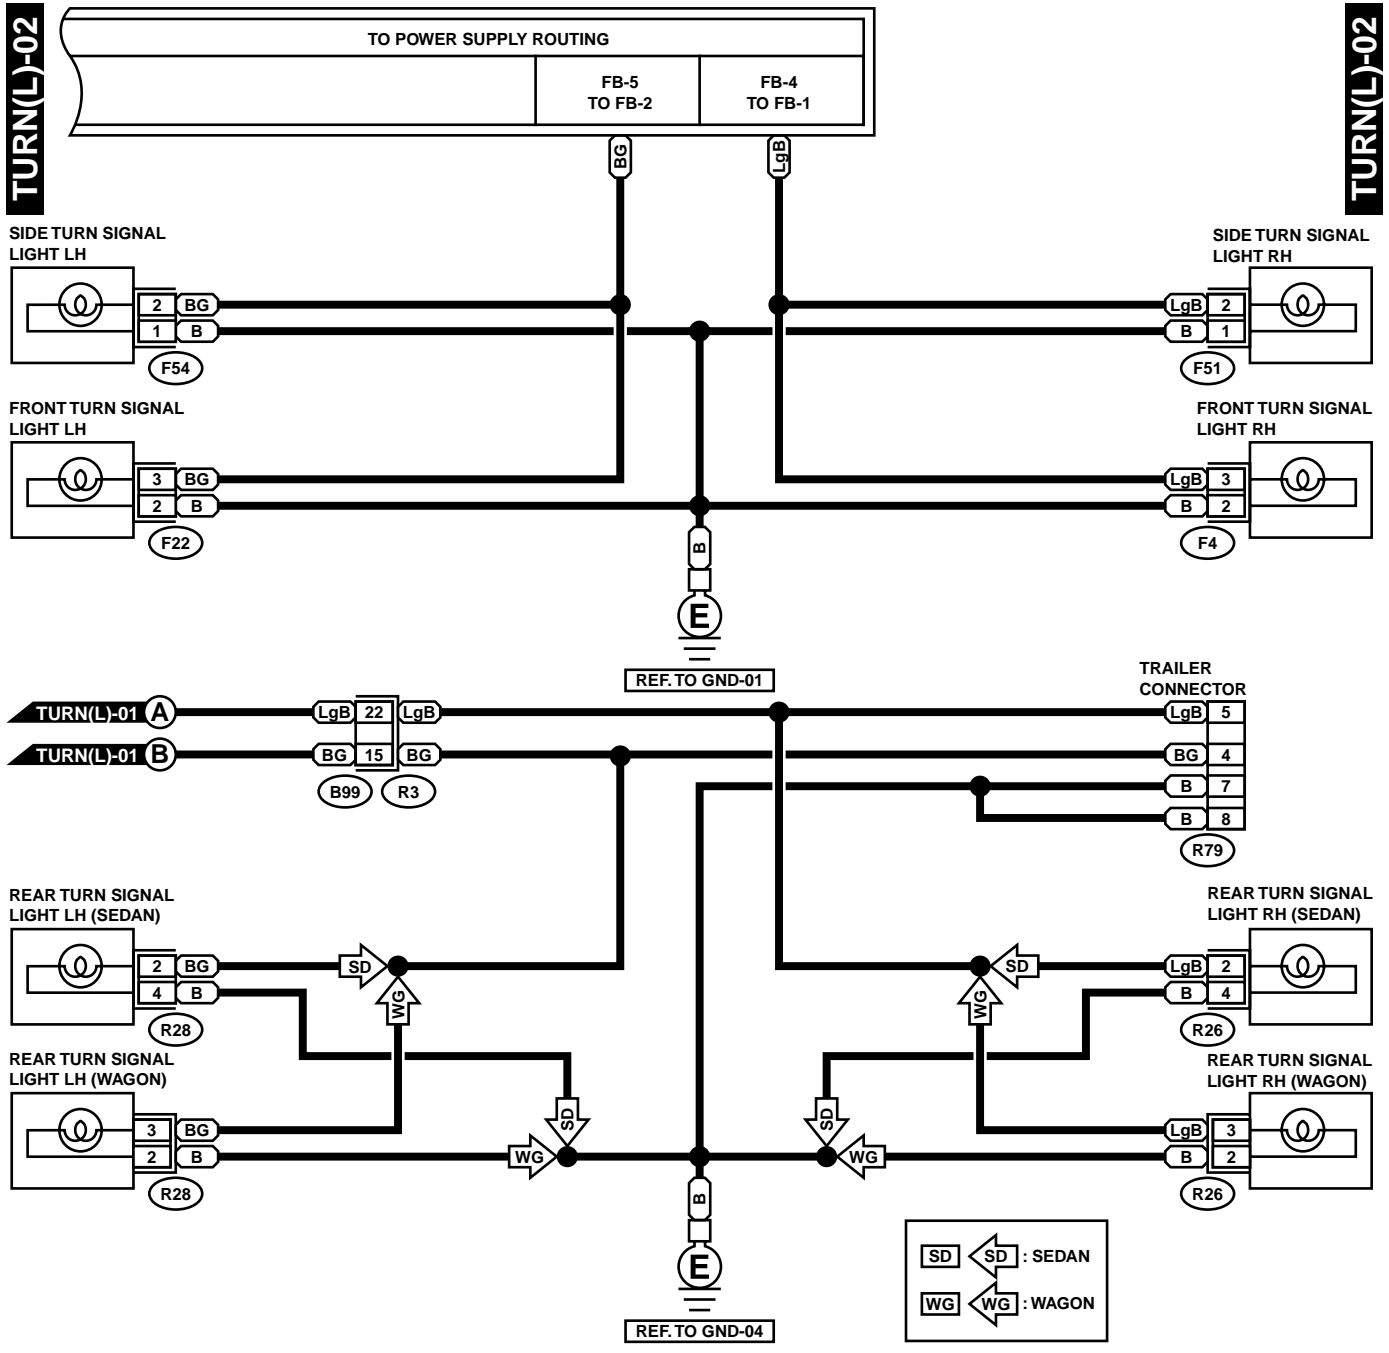 TURN(L)-02
TURN(L)-02
TO POWER SUPPLY ROUTING
FB-5
TO FB-2
FB-4
TO FB-1
BG
LgB
SIDE TURN SIGNAL
LIGHT LH
2 BG
1 B
F54
SIDE TURN SIGNAL
LIGHT RH
LgB 2
B 1
F51
FRONT TURN SIGNAL
LIGHT LH
3 BG
2 B
F22
FRONT TURN SIGNAL
LIGHT RH
LgB 3
B 2
F4
B
E
REF. TO GND-01
TRAILER
CONNECTOR
TURN(L)-01 A
LgB 22 LgB
LgB 5
TURN(L)-01 B
BG 15 BG
BG 4
B99
R3
B 7
B 8
R79
REAR TURN SIGNAL
LIGHT LH (SEDAN)
2 BG
4 B
R28
SD
WG
REAR TURN SIGNAL
LIGHT RH (SEDAN)
SD
WG
LgB 2
B 4
R26
REAR TURN SIGNAL
LIGHT LH (WAGON)
3 BG
2 B
R28
SD
WG
REAR TURN SIGNAL
LIGHT RH (WAGON)
SD
WG
LgB 3
B 2
R26
B
E
REF. TO GND-04
SD SD : SEDAN
WG WG : WAGON